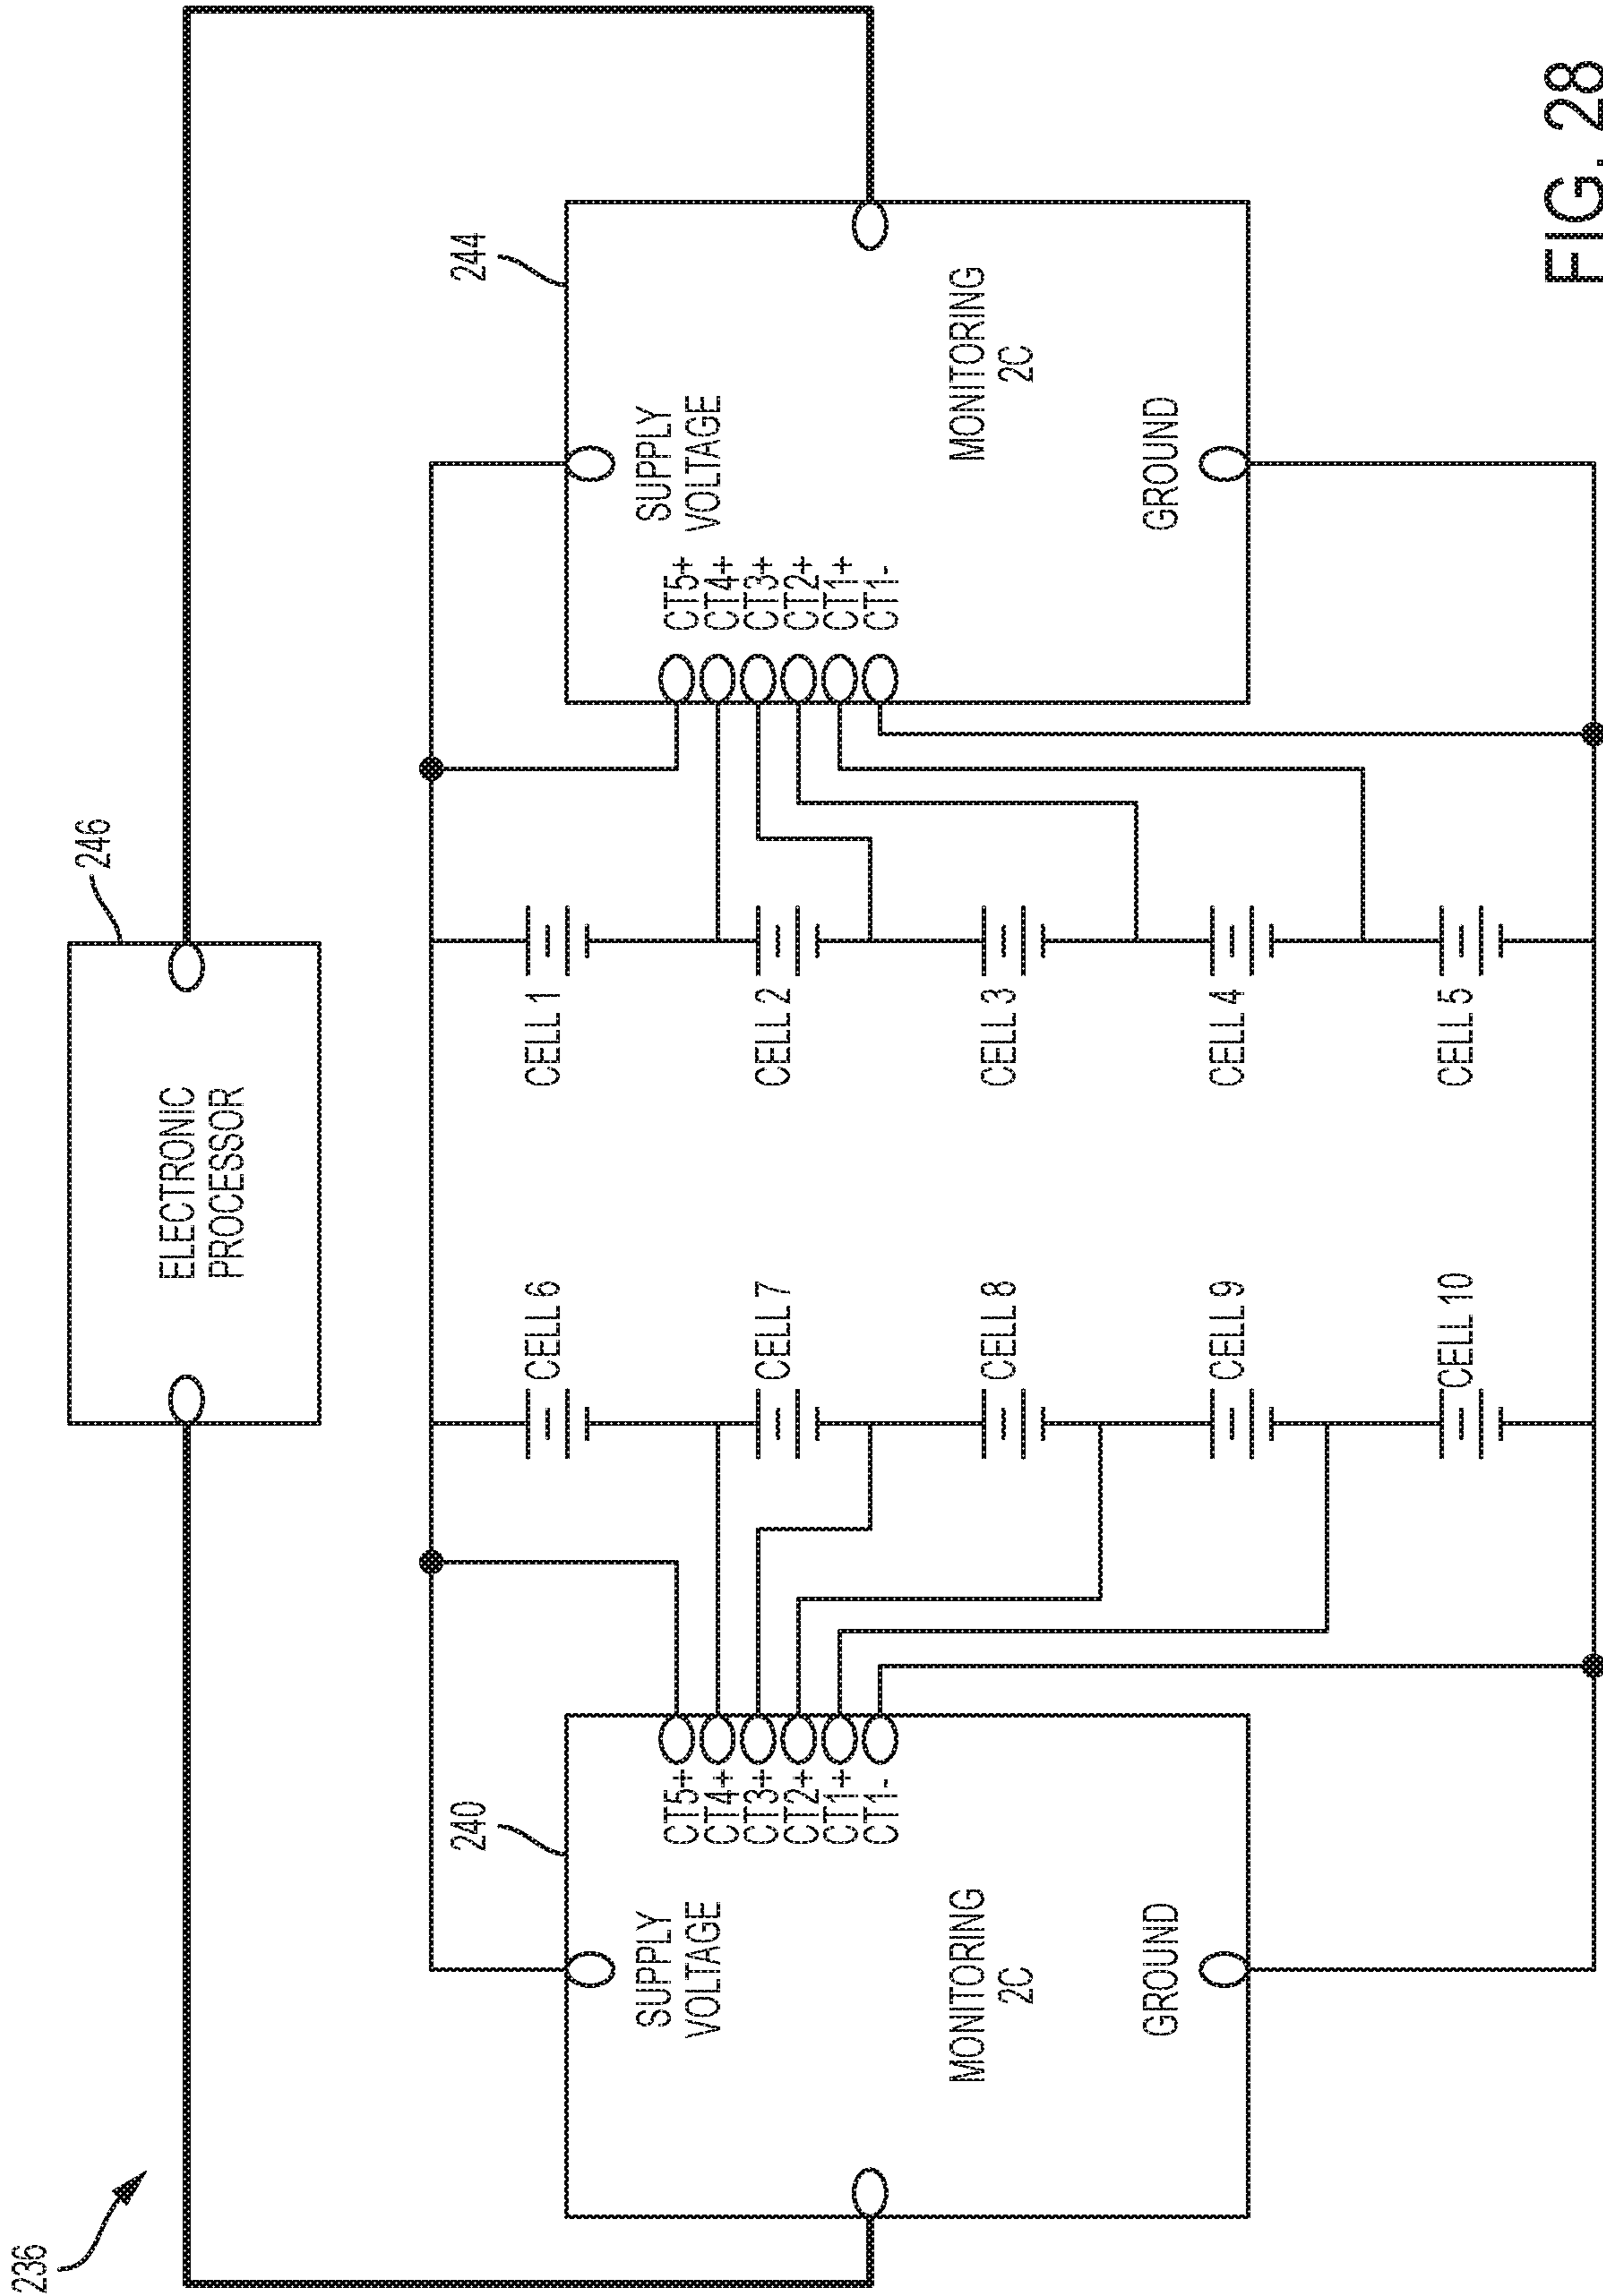 236
246
ELECTRONIC
PROCESSOR
240
SUPPLY
VOLTAGE
CT5+
CT4+
CT3+
CT2+
CT1+
CT1-
MONITORING
2C
GROUND
CELL 6
CELL 7
CELL 8
CELL 9
CELL 10
CELL 1
CELL 2
CELL 3
CELL 4
CELL 5
244
SUPPLY
VOLTAGE
CT5+
CT4+
CT3+
CT2+
CT1+
CT1-
MONITORING
2C
GROUND
FIG. 28